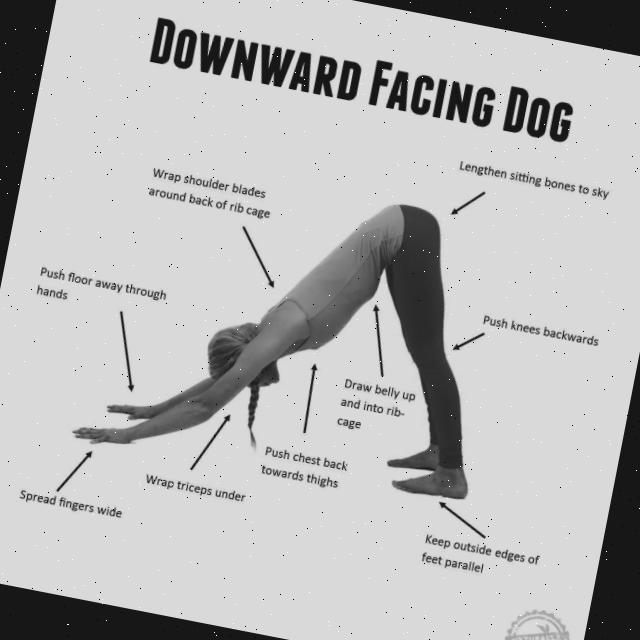 DOWNWARD FACING DOG
Lengthen sitting bones to sky
Wrap shoulder blades
around back of rib cage
Push floor away through
hands
Push knees backwards
Draw belly up
and into rib-
cage
Push chest back
towards thighs
Wrap triceps under
Spread fingers wide
Keep outside edges of
feet parallel